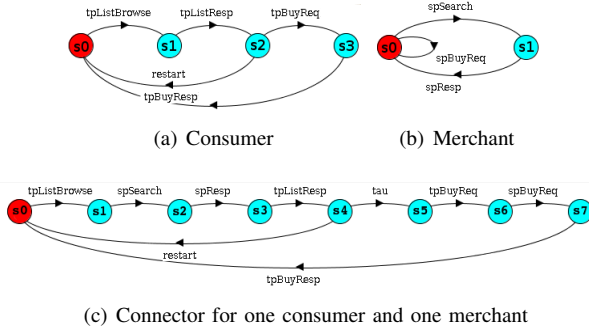 tpListBrowse tpListResp tpBuyReq
s0 s1 s2 s3
restart
tpBuyResp
(a) Consumer
spSearch
s0 s1
spBuyReq
spResp
(b) Merchant
tpListBrowse spSearch spResp tpListResp tau tpBuyReq spBuyReq
s0 s1 s2 s3 s4 s5 s6 s7
restart
tpBuyResp
(c) Connector for one consumer and one merchant